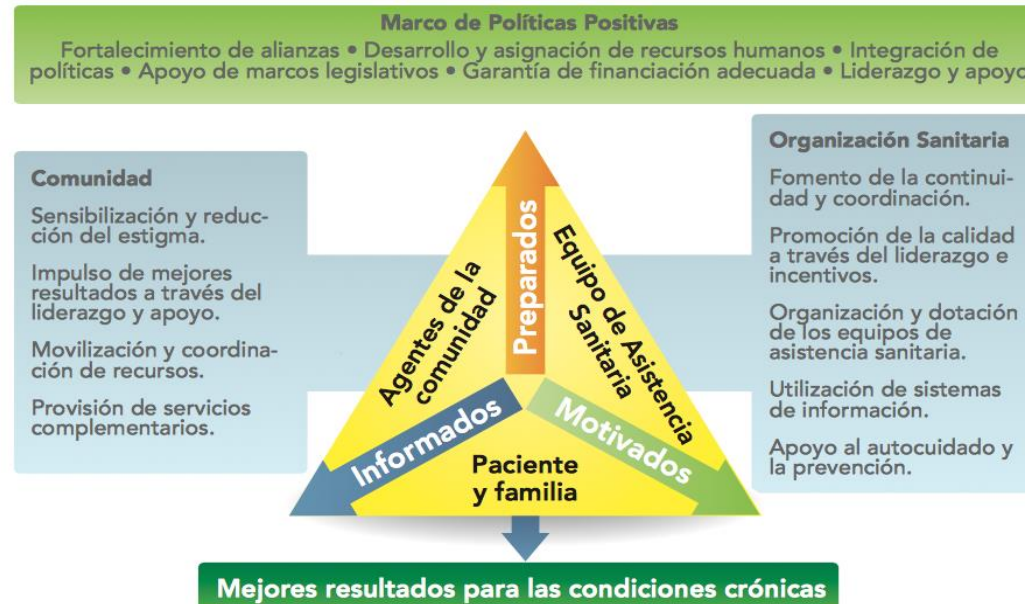 Marco de Políticas Positivas
Fortalecimiento de alianzas • Desarrollo y asignación de recursos humanos • Integración de
políticas • Apoyo de marcos legislativos • Garantía de financiación adecuada • Liderazgo y apoyo
Comunidad
Sensibilización y reduc-
ción del estigma.
Impulso de mejores
resultados a través del
liderazgo y apoyo.
Movilización y coordina-
ción de recursos.
Provisión de servicios
complementarios.
Agentes de la
comunidad
Preparados
Equipo de Asistencia
Sanitaria
Informados
Motivados
Paciente
y familia
Organización Sanitaria
Fomento de la continui-
dad y coordinación.
Promoción de la calidad
a través del liderazgo e
incentivos.
Organización y dotación
de los equipos de
asistencia sanitaria.
Utilización de sistemas
de información.
Apoyo al autocuidado y
la prevención.
Mejores resultados para las condiciones crónicas